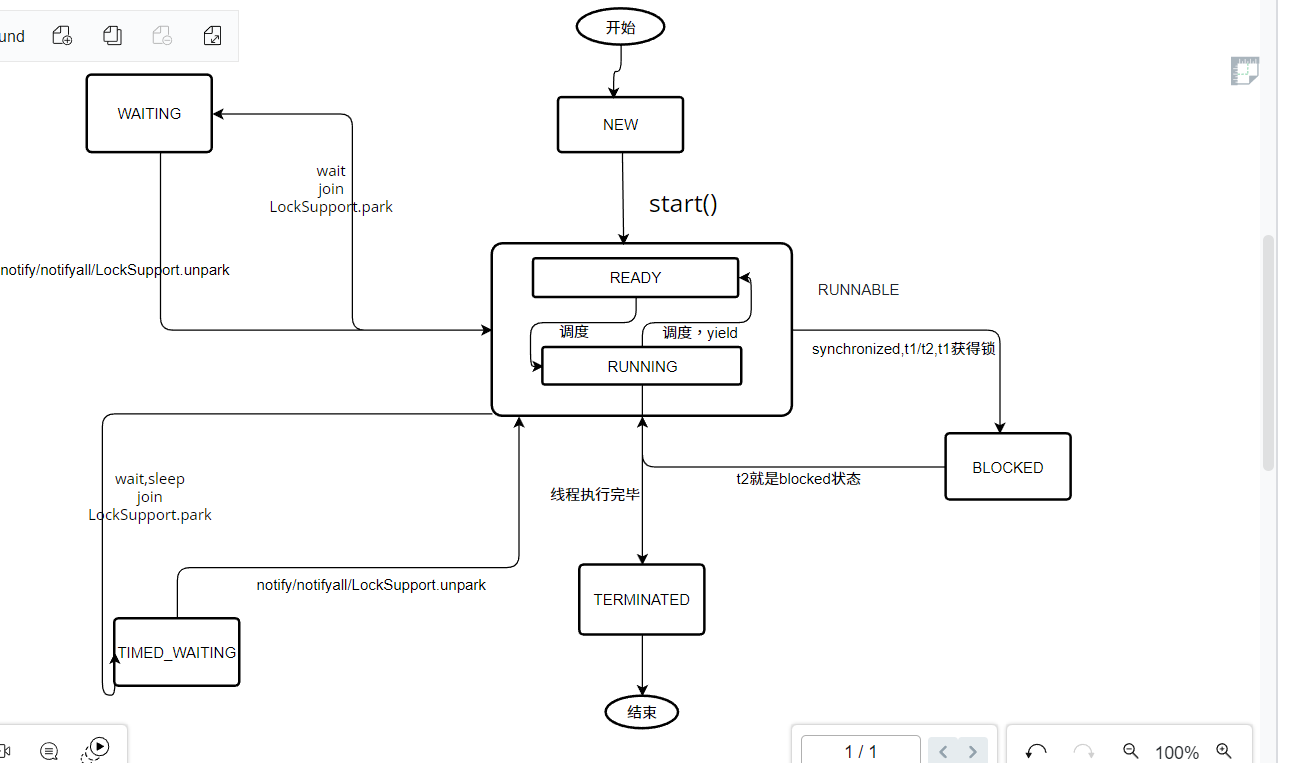 und
开始
WAITING
NEW
wait
join
LockSupport.park
start()
notify/notifyall/LockSupport.unpark
READY
RUNNABLE
调度
调度，yield
synchronized,t1/t2,t1获得锁
RUNNING
BLOCKED
wait,sleep
join
LockSupport.park
t2就是blocked状态
线程执行完毕
notify/notifyall/LockSupport.unpark
TERMINATED
TIMED_WAITING
结束
1 / 1
100%